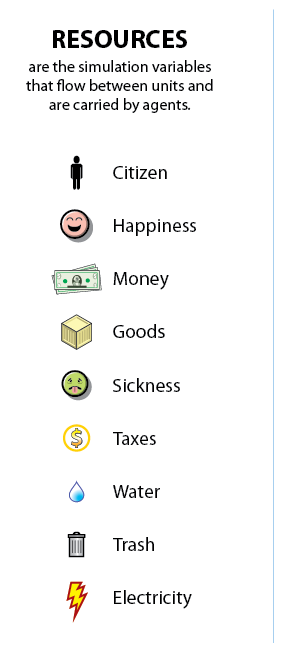 RESOURCES
are the simulation variables
that flow between units and
are carried by agents.
Citizen
Happiness
Money
Goods
Sickness
$ Taxes
Water
Trash
Electricity